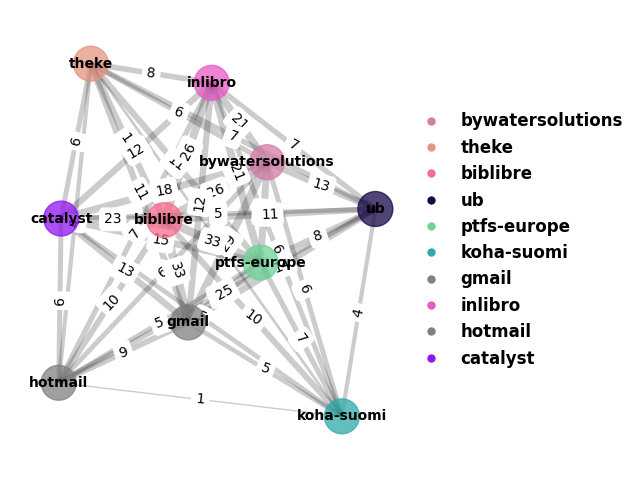 theke
8
inlibro
6
21
7
7
6
1
12
26
bywatersolutions
21
13
11
18
26
12
catalyst
23
biblibre
5
11
ub
7
15
33
8
13
6
33
ptfs-europe
6
9
10
25
6
4
5
gmail
10
7
9
5
hotmail
1
koha-suomi
bywatersolutions
theke
biblibre
ub
ptfs-europe
koha-suomi
gmail
inlibro
hotmail
catalyst